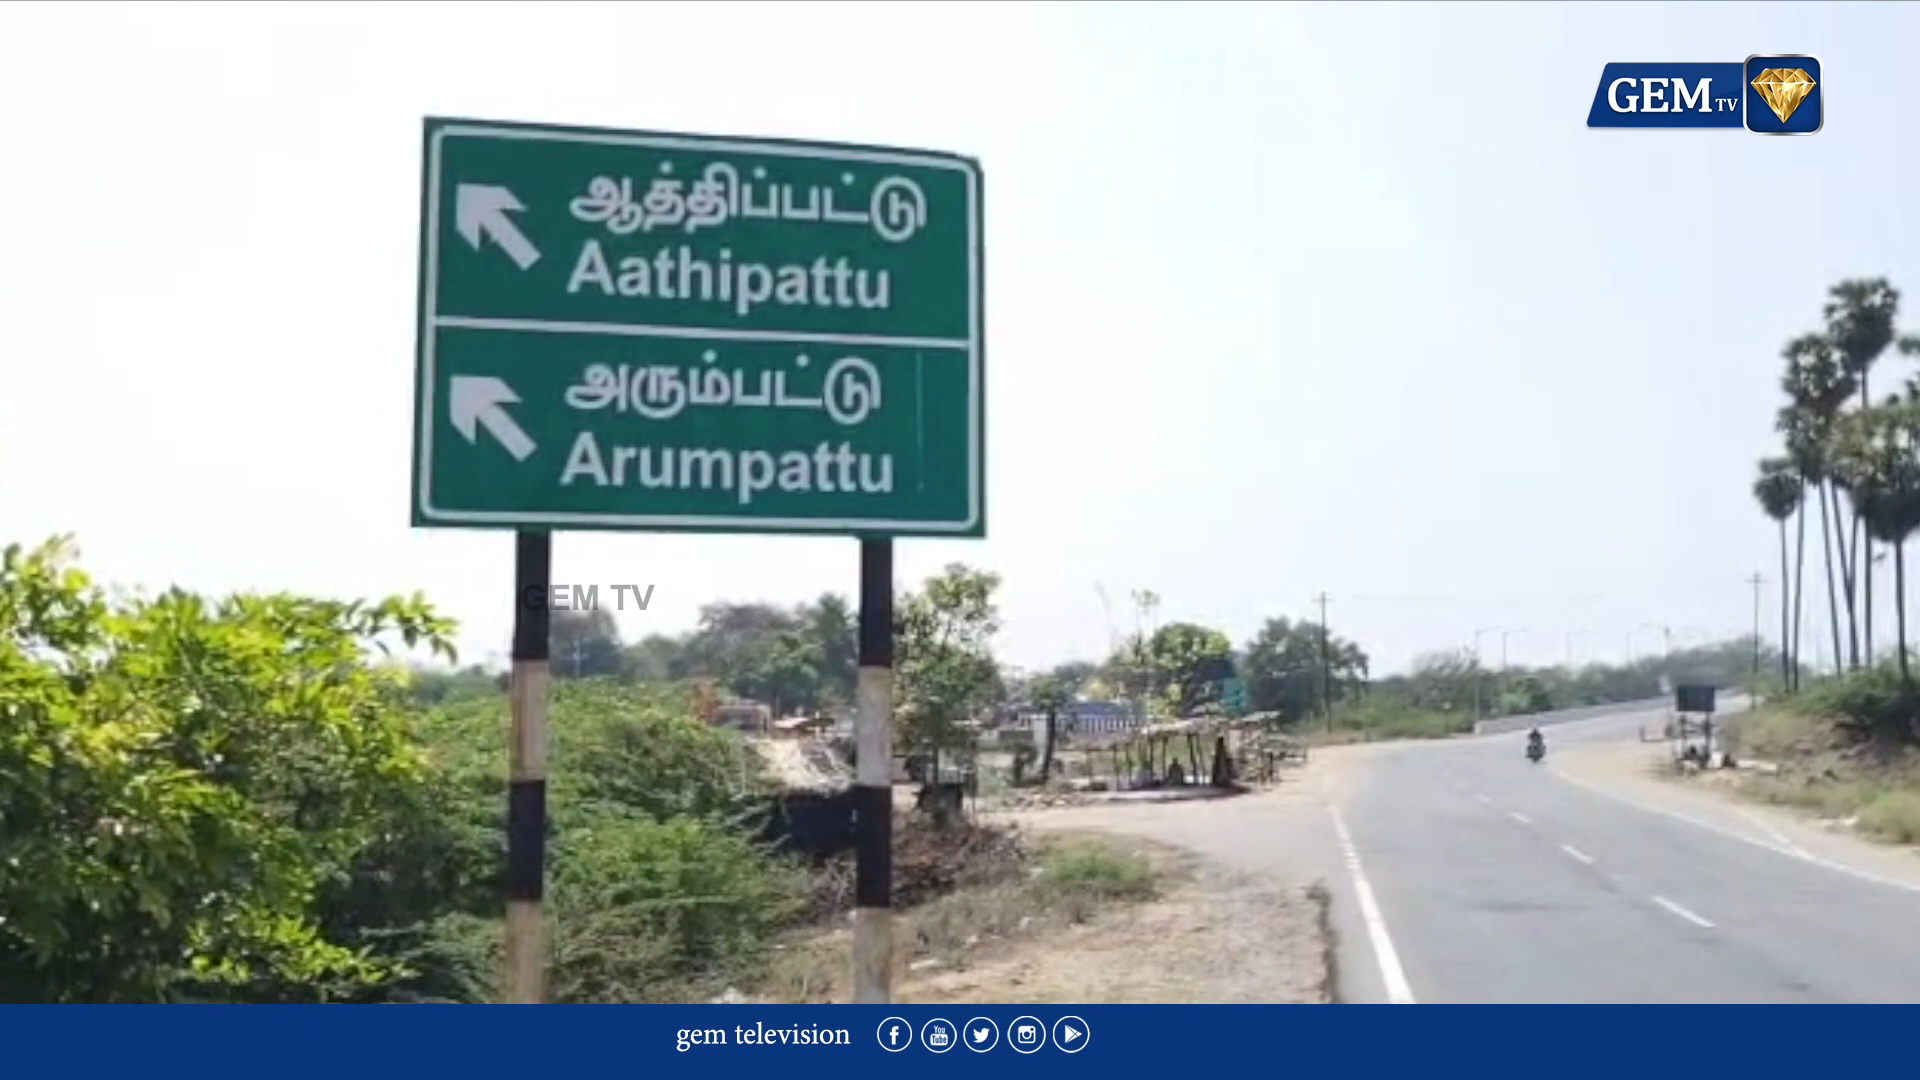 GEM TV
ஆத்திப்பட்டு
Aathipattu
அரும்பட்டு
Arumpattu
GEM TV
gem television